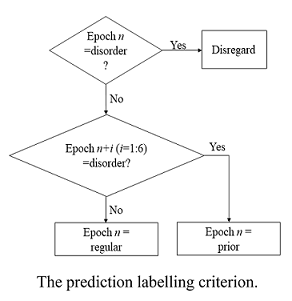 Epoch n
=disorder
?
Yes
Disregard
No
Epoch n+i (i=1:6)
=disorder?
Yes
No
Epoch n =
regular
Epoch n =
prior
The prediction labelling criterion.